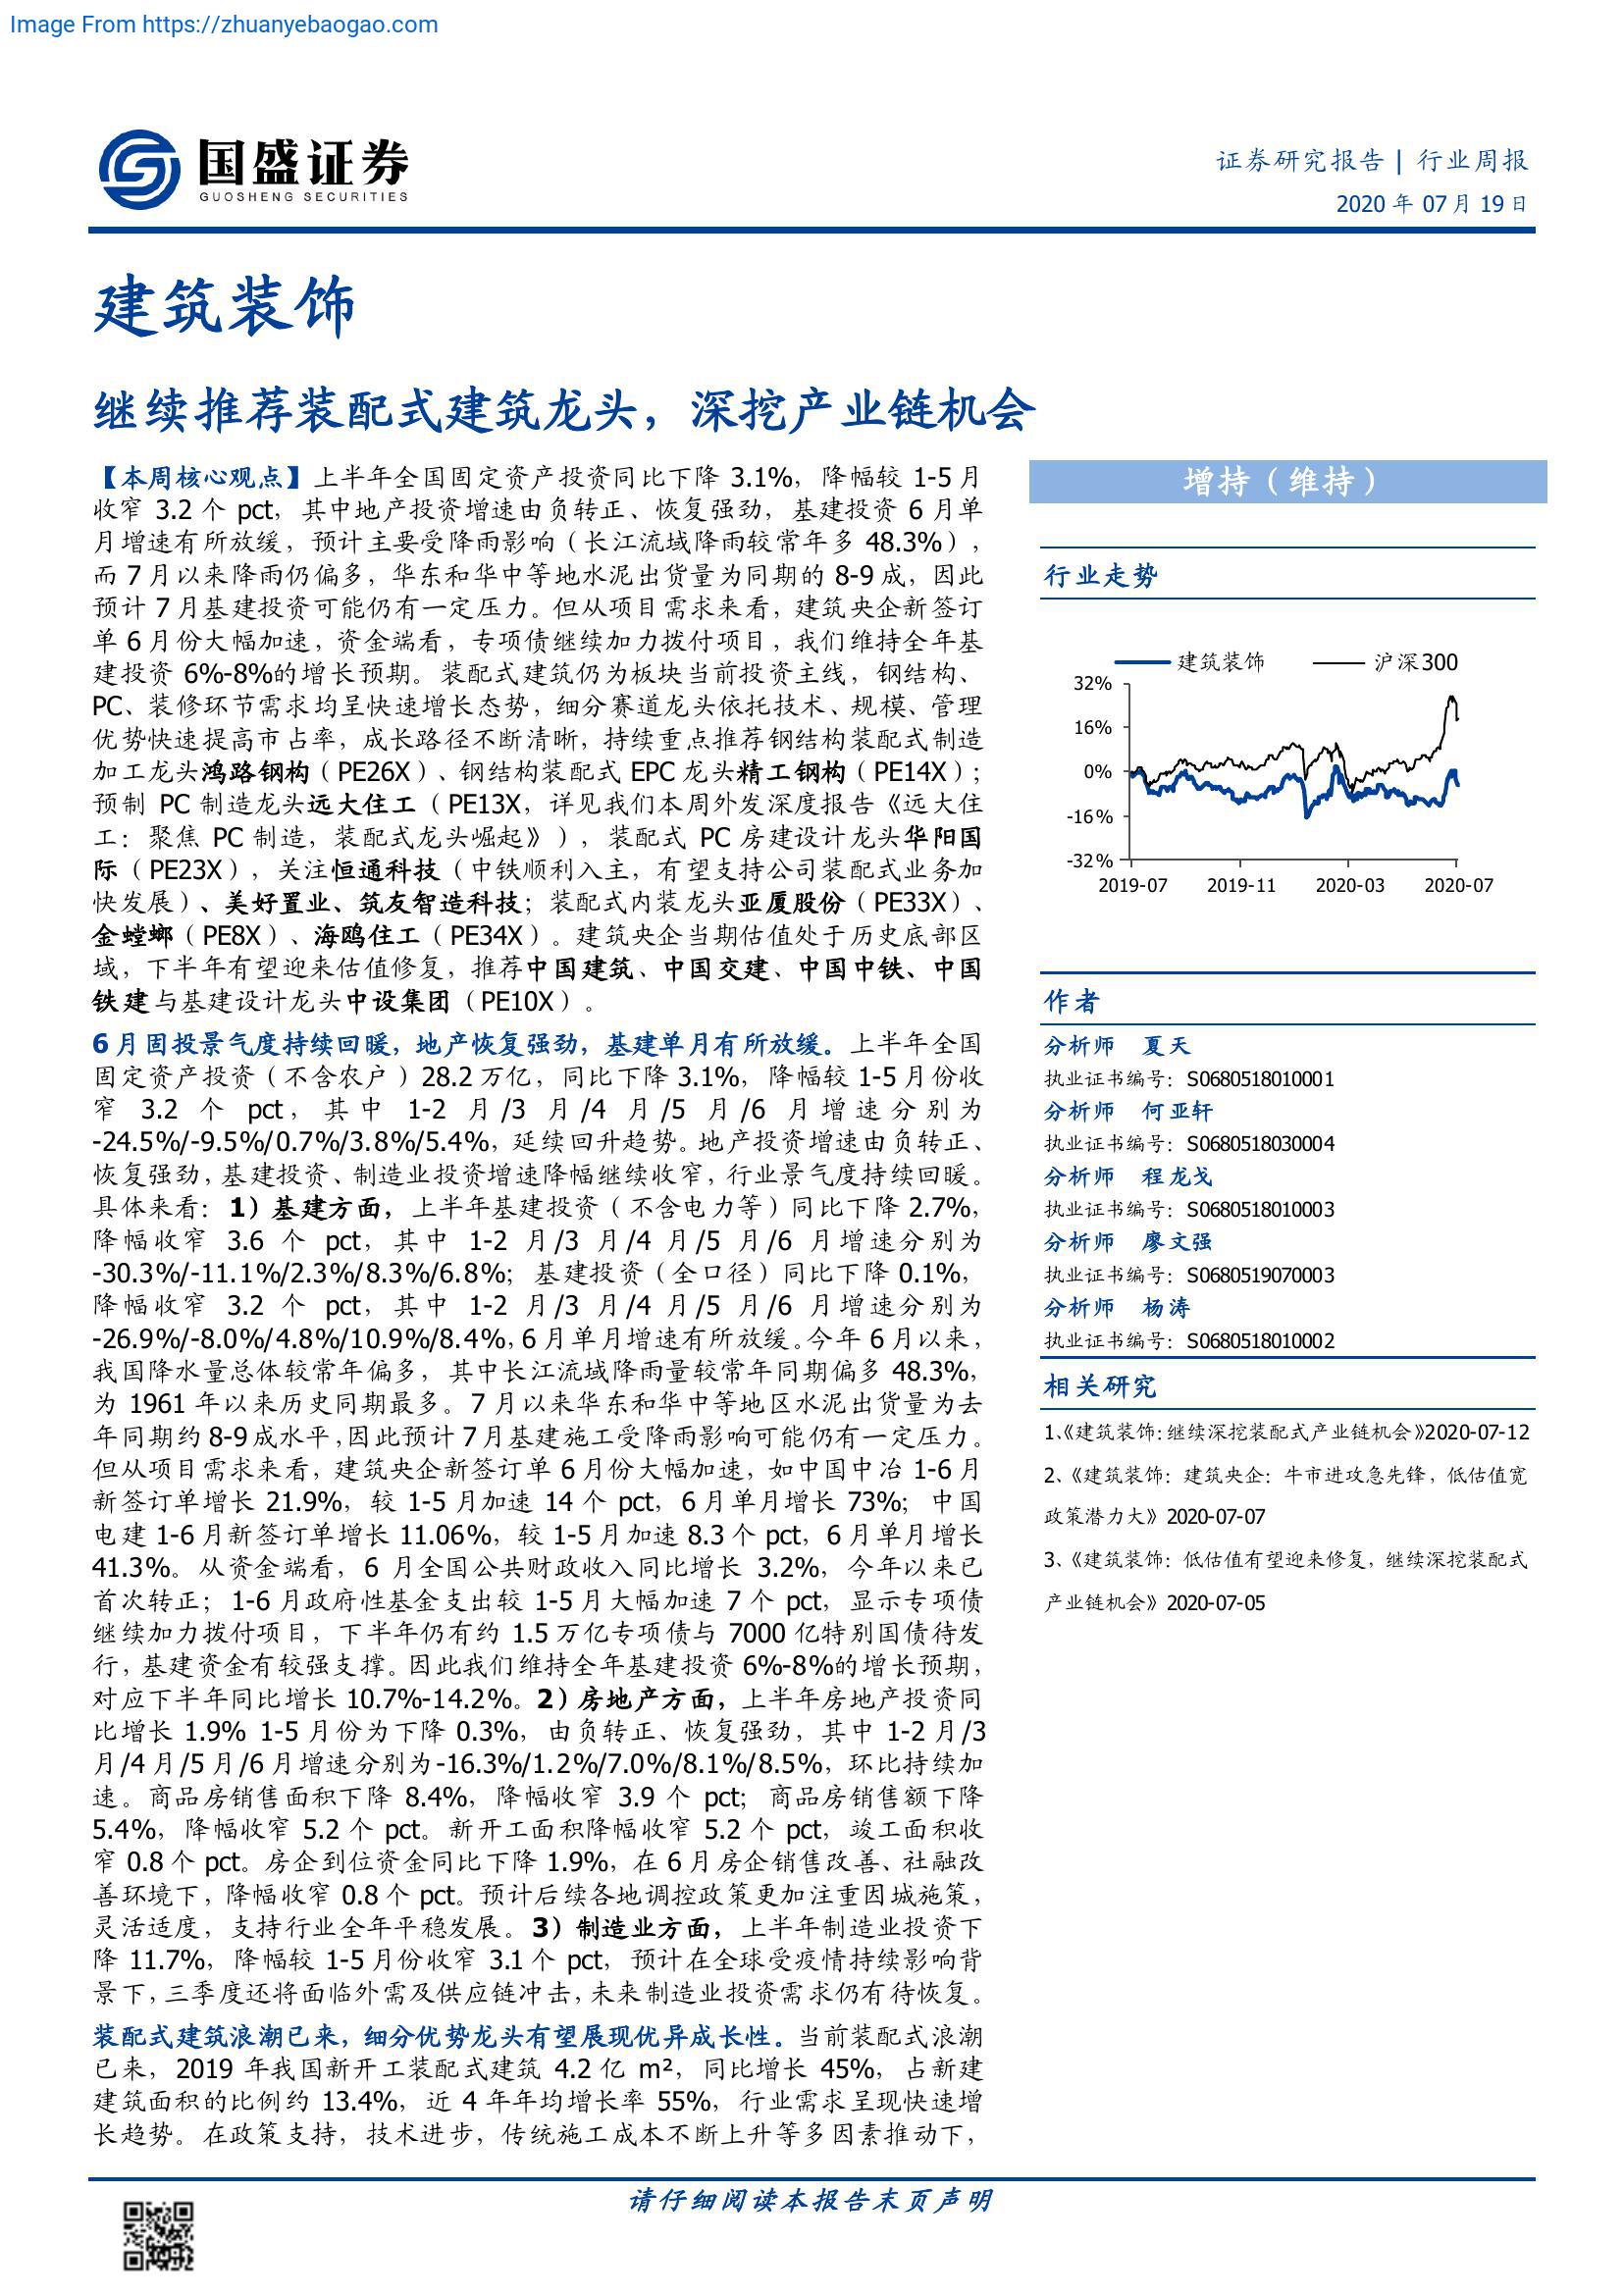 Image From https://zhuanyebaogao.com
国盛证券
GUOSHENG SECURITIES
证券研究报告 | 行业周报
2020 年 07 月 19 日
建筑装饰
继续推荐装配式建筑龙头，深挖产业链机会
【本周核心观点】上半年全国固定资产投资同比下降 3.1%，降幅较 1-5 月
收窄 3.2 个 pct，其中地产投资增速由负转正、恢复强劲，基建投资 6 月单
月增速有所放缓，预计主要受降雨影响（长江流域降雨较常年多 48.3%），
而 7 月以来降雨仍偏多，华东和华中等地水泥出货量为同期的 8-9 成，因此
预计 7 月基建投资可能仍有一定压力。但从项目需求来看，建筑央企新签订
单 6 月份大幅加速，资金端看，专项债继续加力拨付项目，我们维持全年基
建投资 6%-8%的增长预期。装配式建筑仍为板块当前投资主线，钢结构、
PC、装修环节需求均呈快速增长态势，细分赛道龙头依托技术、规模、管理
优势快速提高市占率，成长路径不断清晰，持续重点推荐钢结构装配式制造
加工龙头鸿路钢构（PE26X）、钢结构装配式 EPC 龙头精工钢构（PE14X）；
预制 PC 制造龙头远大住工（PE13X，详见我们本周外发深度报告《远大住
工：聚焦 PC 制造，装配式龙头崛起》），装配式 PC 房建设计龙头华阳国
际（PE23X），关注恒通科技（中铁顺利入主，有望支持公司装配式业务加
快发展）、美好置业、筑友智造科技；装配式内装龙头亚厦股份（PE33X）、
金螳螂（PE8X）、海鸥住工（PE34X）。建筑央企当期估值处于历史底部区
域，下半年有望迎来估值修复，推荐中国建筑、中国交建、中国中铁、中国
铁建与基建设计龙头中设集团（PE10X）。
6 月固投景气度持续回暖，地产恢复强劲，基建单月有所放缓。上半年全国
固定资产投资（不含农户）28.2 万亿，同比下降 3.1%，降幅较 1-5 月份收
窄 3.2 个 pct，其中 1-2 月/3 月/4 月/5 月/6 月增速分别为
-24.5%/-9.5%/0.7%/3.8%/5.4%，延续回升趋势。地产投资增速由负转正、
恢复强劲，基建投资、制造业投资增速降幅继续收窄，行业景气度持续回暖。
具体来看：1）基建方面，上半年基建投资（不含电力等）同比下降 2.7%，
降幅收窄 3.6 个 pct，其中 1-2 月/3 月/4 月/5 月/6 月增速分别为
-30.3%/-11.1%/2.3%/8.3%/6.8%；基建投资（全口径）同比下降 0.1%，
降幅收窄 3.2 个 pct，其中 1-2 月/3 月/4 月/5 月/6 月增速分别为
-26.9%/-8.0%/4.8%/10.9%/8.4%，6 月单月增速有所放缓。今年 6 月以来，
我国降水量总体较常年偏多，其中长江流域降雨量较常年同期偏多 48.3%，
为 1961 年以来历史同期最多。7 月以来华东和华中等地区水泥出货量为去
年同期约 8-9 成水平，因此预计 7 月基建施工受降雨影响可能仍有一定压力。
但从项目需求来看，建筑央企新签订单 6 月份大幅加速，如中国中冶 1-6 月
新签订单增长 21.9%，较 1-5 月加速 14 个 pct，6 月单月增长 73%；中国
电建 1-6 月新签订单增长 11.06%，较 1-5 月加速 8.3 个 pct，6 月单月增长
41.3%。从资金端看，6 月全国公共财政收入同比增长 3.2%，今年以来已
首次转正；1-6 月政府性基金支出较 1-5 月大幅加速 7 个 pct，显示专项债
继续加力拨付项目，下半年仍有约 1.5 万亿专项债与 7000 亿特别国债待发
行，基建资金有较强支撑。因此我们维持全年基建投资 6%-8%的增长预期，
对应下半年同比增长 10.7%-14.2%。2）房地产方面，上半年房地产投资同
比增长 1.9% 1-5 月份为下降 0.3%，由负转正、恢复强劲，其中 1-2 月/3
月/4 月/5 月/6 月增速分别为-16.3%/1.2%/7.0%/8.1%/8.5%，环比持续加
速。商品房销售面积下降 8.4%，降幅收窄 3.9 个 pct；商品房销售额下降
5.4%，降幅收窄 5.2 个 pct。新开工面积降幅收窄 5.2 个 pct，竣工面积收
窄 0.8 个 pct。房企到位资金同比下降 1.9%，在 6 月房企销售改善、社融改
善环境下，降幅收窄 0.8 个 pct。预计后续各地调控政策更加注重因城施策，
灵活适度，支持行业全年平稳发展。3）制造业方面，上半年制造业投资下
降 11.7%，降幅较 1-5 月份收窄 3.1 个 pct，预计在全球受疫情持续影响背
景下，三季度还将面临外需及供应链冲击，未来制造业投资需求仍有待恢复。
装配式建筑浪潮已来，细分优势龙头有望展现优异成长性。当前装配式浪潮
已来，2019 年我国新开工装配式建筑 4.2 亿 m²，同比增长 45%，占新建
建筑面积的比例约 13.4%，近 4 年年均增长率 55%，行业需求呈现快速增
长趋势。在政策支持，技术进步，传统施工成本不断上升等多因素推动下，
增持（维持）
行业走势
建筑装饰 沪深300
32%
16%
0%
-16%
-32%
2019-07 2019-11 2020-03 2020-07
作者
分析师 夏天
执业证书编号：S0680518010001
分析师 何亚轩
执业证书编号：S0680518030004
分析师 程龙戈
执业证书编号：S0680518010003
分析师 廖文强
执业证书编号：S0680519070003
分析师 杨涛
执业证书编号：S0680518010002
相关研究
1、《建筑装饰：继续深挖装配式产业链机会》2020-07-12
2、《建筑装饰：建筑央企：牛市进攻急先锋，低估值宽
政策潜力大》2020-07-07
3、《建筑装饰：低估值有望迎来修复，继续深挖装配式
产业链机会》2020-07-05
请仔细阅读本报告末页声明